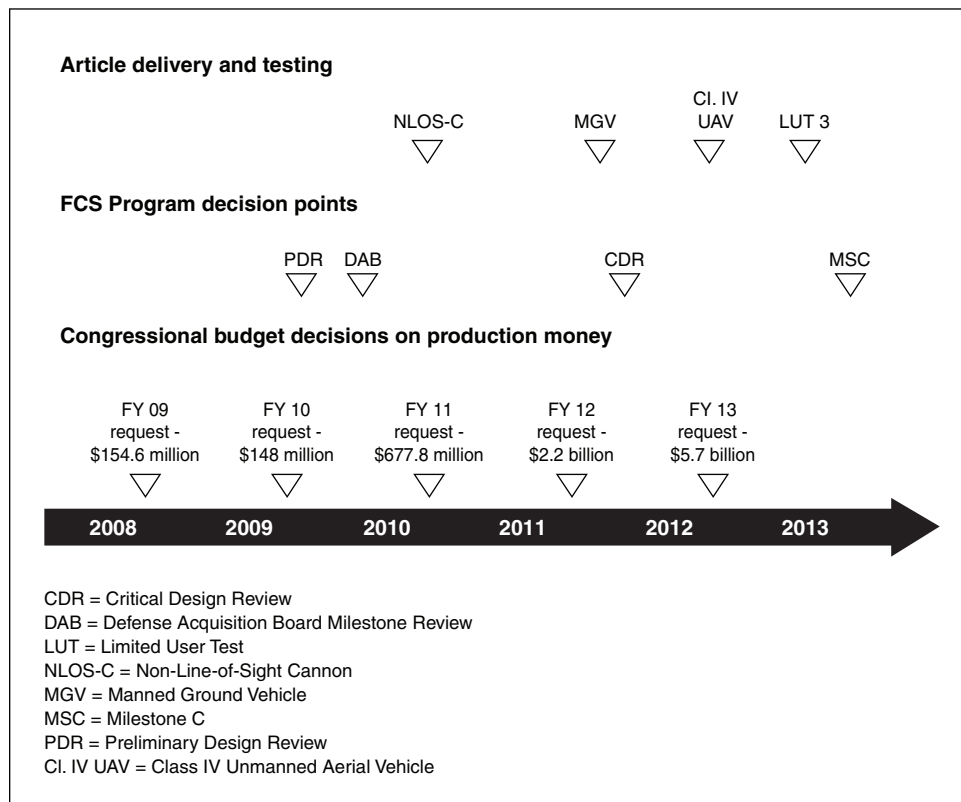 Article delivery and testing
Cl. IV
NLOS-C MGV UAV LUT 3
FCS Program decision points
PDR DAB CDR MSC
Congressional budget decisions on production money
FY 09 FY 10 FY 11 FY 12 FY 13
request - request - request - request - request -
$154.6 million $148 million $677.8 million $2.2 billion $5.7 billion
2008 2009 2010 2011 2012 2013
CDR = Critical Design Review
DAB = Defense Acquisition Board Milestone Review
LUT = Limited User Test
NLOS-C = Non-Line-of-Sight Cannon
MGV = Manned Ground Vehicle
MSC = Milestone C
PDR = Preliminary Design Review
Cl. IV UAV = Class IV Unmanned Aerial Vehicle